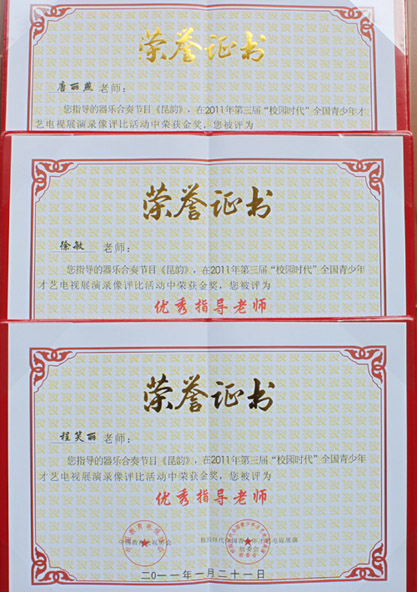 荣誉证书
唐丽燕 老师：
您指导的器乐合奏节目《昆韵》，在2011年第三届“校园时代”全国青少年才
艺电视展演录像评比活动中荣获金奖，您被评为
荣誉证书
徐敏 老师：
您指导的器乐合奏节目《昆韵》，在2011年第三届“校园时代”全国青少年
才艺电视展演录像评比活动中荣获金奖，您被评为
优秀指导老师
荣誉证书
程笑丽 老师：
您指导的器乐合奏节目《昆韵》，在2011年第三届“校园时代”全国青少年
才艺电视展演录像评比活动中荣获金奖，您被评为
优秀指导老师
二〇一一年一月二十一日